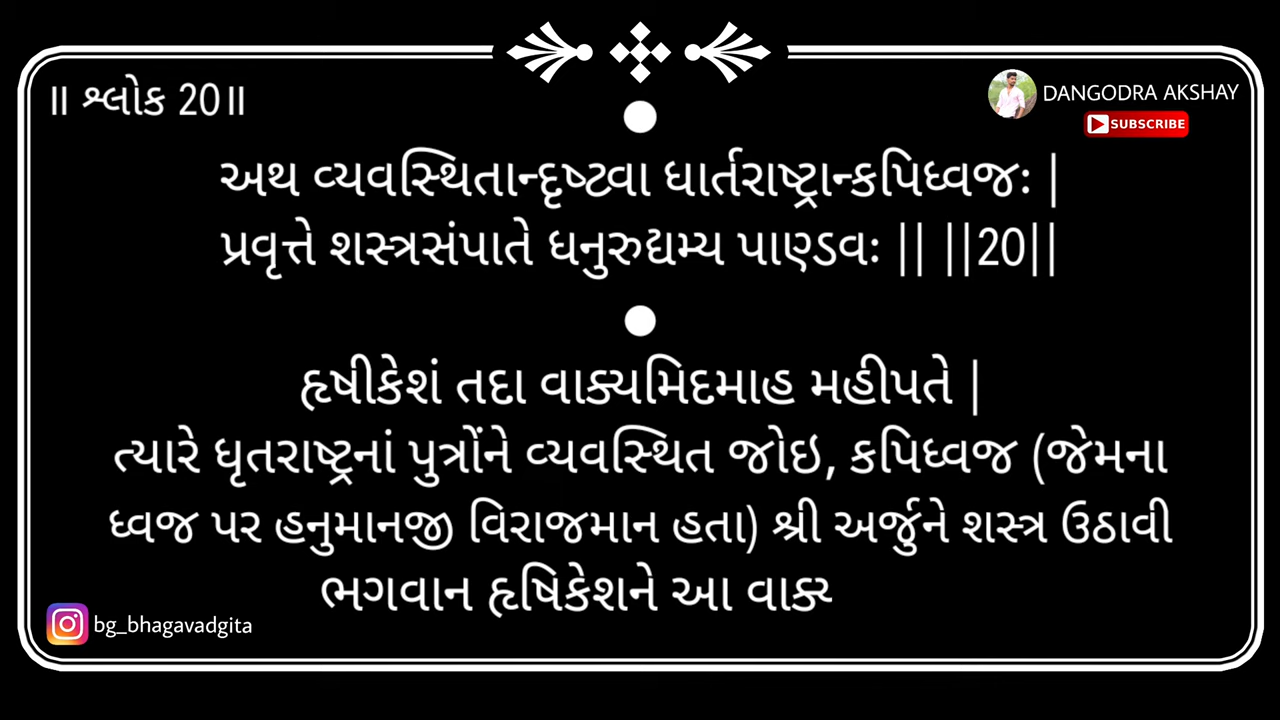 ॥ શ્લોક 20॥
DANGODRA AKSHAY
SUBSCRIBE
અથ વ્યવસ્થિતાન્દૃષ્ટ્વા ધાર્તરાષ્ટ્રાન્કપિધ્વજઃ |
પ્રવૃત્તે શસ્ત્રસંપાતે ધનુરુદ્યમ્ય પાણ્ડવઃ || ||20||
હૃષીકેશં તદા વાક્યમિદમાહ મહીપતે |
ત્યારે ધૃતરાષ્ટ્રનાં પુત્રોંને વ્યવસ્થિત જોઇ, કપિધ્વજ (જેમના
ધ્વજ પર હનુમાનજી વિરાજમાન હતા) શ્રી અર્જુને શસ્ત્ર ઉઠાવી
ભગવાન હૃષિકેશને આ
bg_bhagavadgita